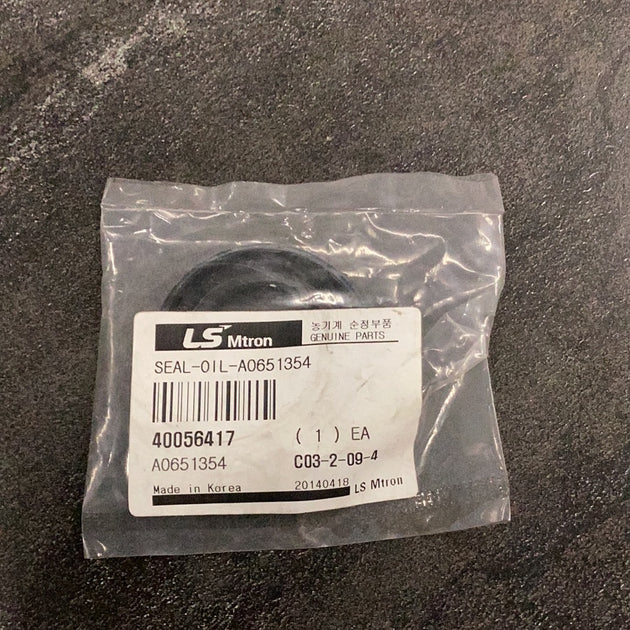 LS Mtron
농기계 순정부품
GENUINE PARTS
SEAL-OIL-A0651354
40056417 ( 1 ) EA
A0651354 C03-2-09-4
Made in Korea 20140418 LS Mtron